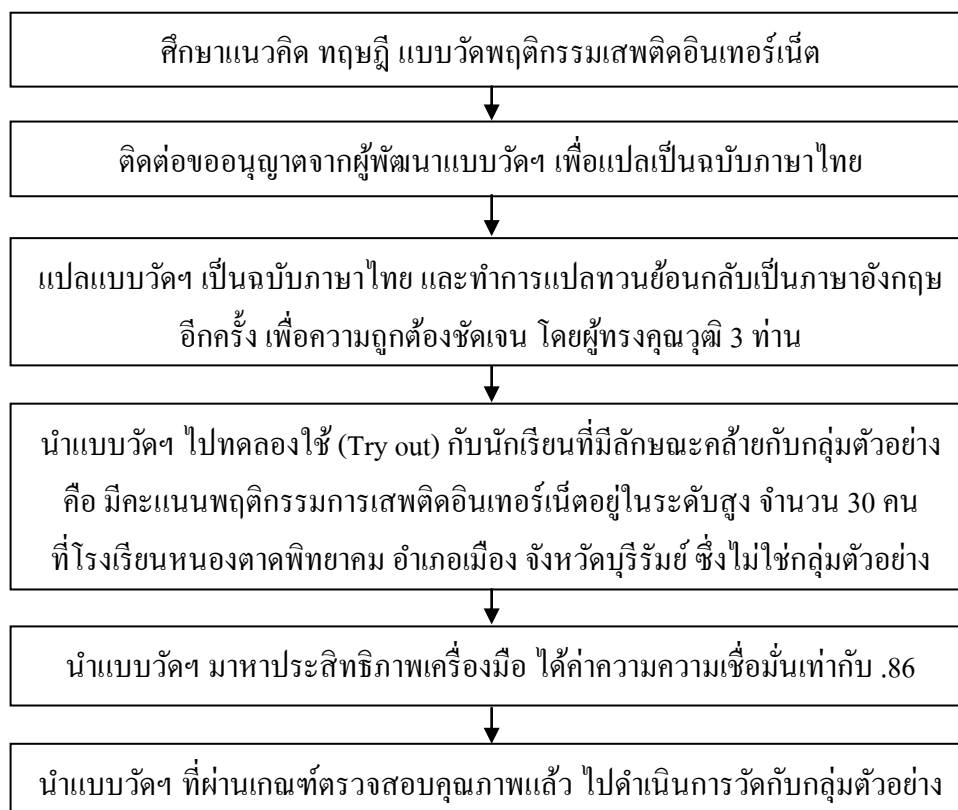 ศึกษาแนวคิด ทฤษฎี แบบวัดพฤติกรรมเสพติดอินเทอร์เน็ต
ติดต่อขออนุญาตจากผู้พัฒนาแบบวัดฯ เพื่อแปลเป็นฉบับภาษาไทย
แปลแบบวัดฯ เป็นฉบับภาษาไทย และทำการแปลทวนย้อนกลับเป็นภาษาอังกฤษ
อีกครั้ง เพื่อความถูกต้องชัดเจน โดยผู้ทรงคุณวุฒิ 3 ท่าน
นำแบบวัดฯ ไปทดลองใช้ (Try out) กับนักเรียนที่มีลักษณะคล้ายกับกลุ่มตัวอย่าง
คือ มีคะแนนพฤติกรรมการเสพติดอินเทอร์เน็ตอยู่ในระดับสูง จำนวน 30 คน
ที่โรงเรียนหนองตาดพิทยาคม อำเภอเมือง จังหวัดบุรีรัมย์ ซึ่งไม่ใช่กลุ่มตัวอย่าง
นำแบบวัดฯ มาหาประสิทธิภาพเครื่องมือ ได้ค่าความความเชื่อมั่นเท่ากับ .86
นำแบบวัดฯ ที่ผ่านเกณฑ์ตรวจสอบคุณภาพแล้ว ไปดำเนินการวัดกับกลุ่มตัวอย่าง